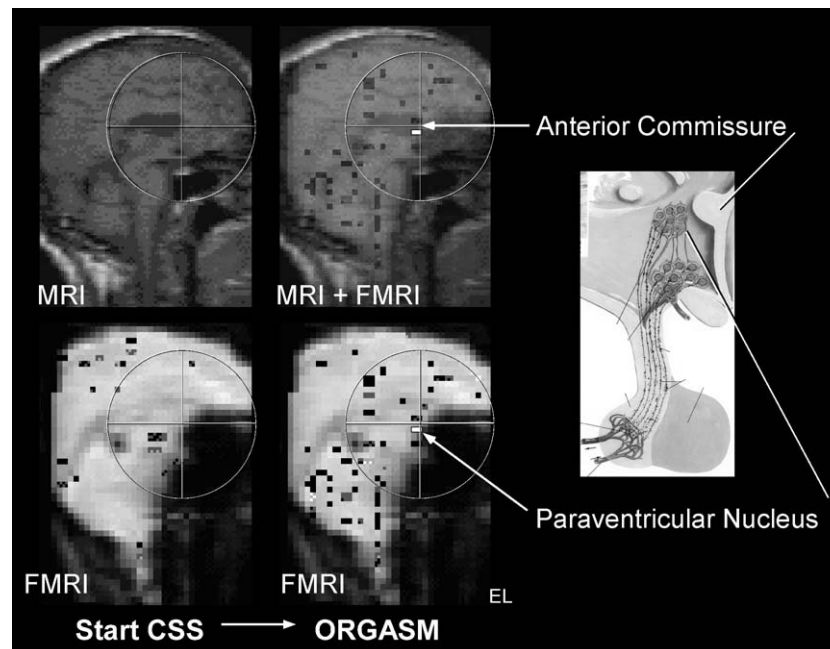 Anterior Commissure
MRI
MRI + FMRI
Paraventricular Nucleus
FMRI
FMRI
EL
Start CSS → ORGASM